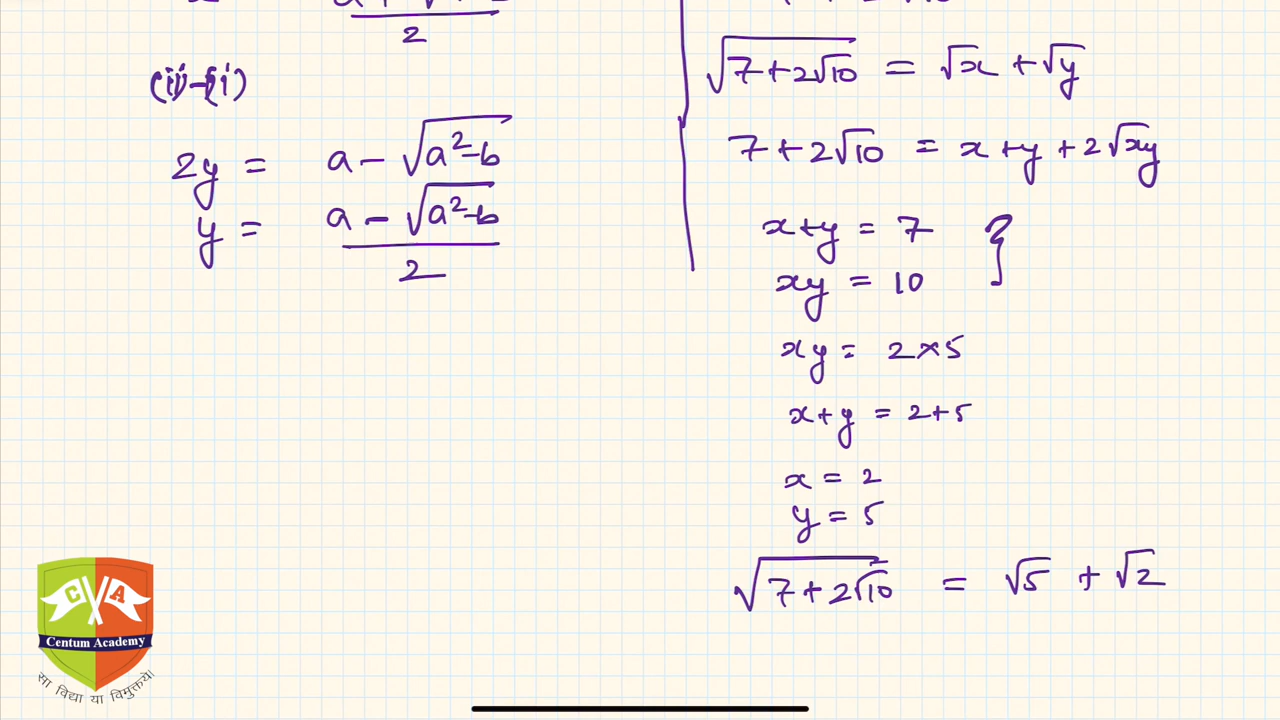 (ii)-(i)
2y = a - √(a²-b)
y = (a - √(a²-b))/2
√(7+2√10) = √x + √y
7+2√10 = x+y+2√xy
x+y = 7
xy = 10
xy = 2×5
x+y = 2+5
x = 2
y = 5
√(7+2√10) = √5 + √2
C A
Centum Academy
सा विद्या या विमुक्तये।